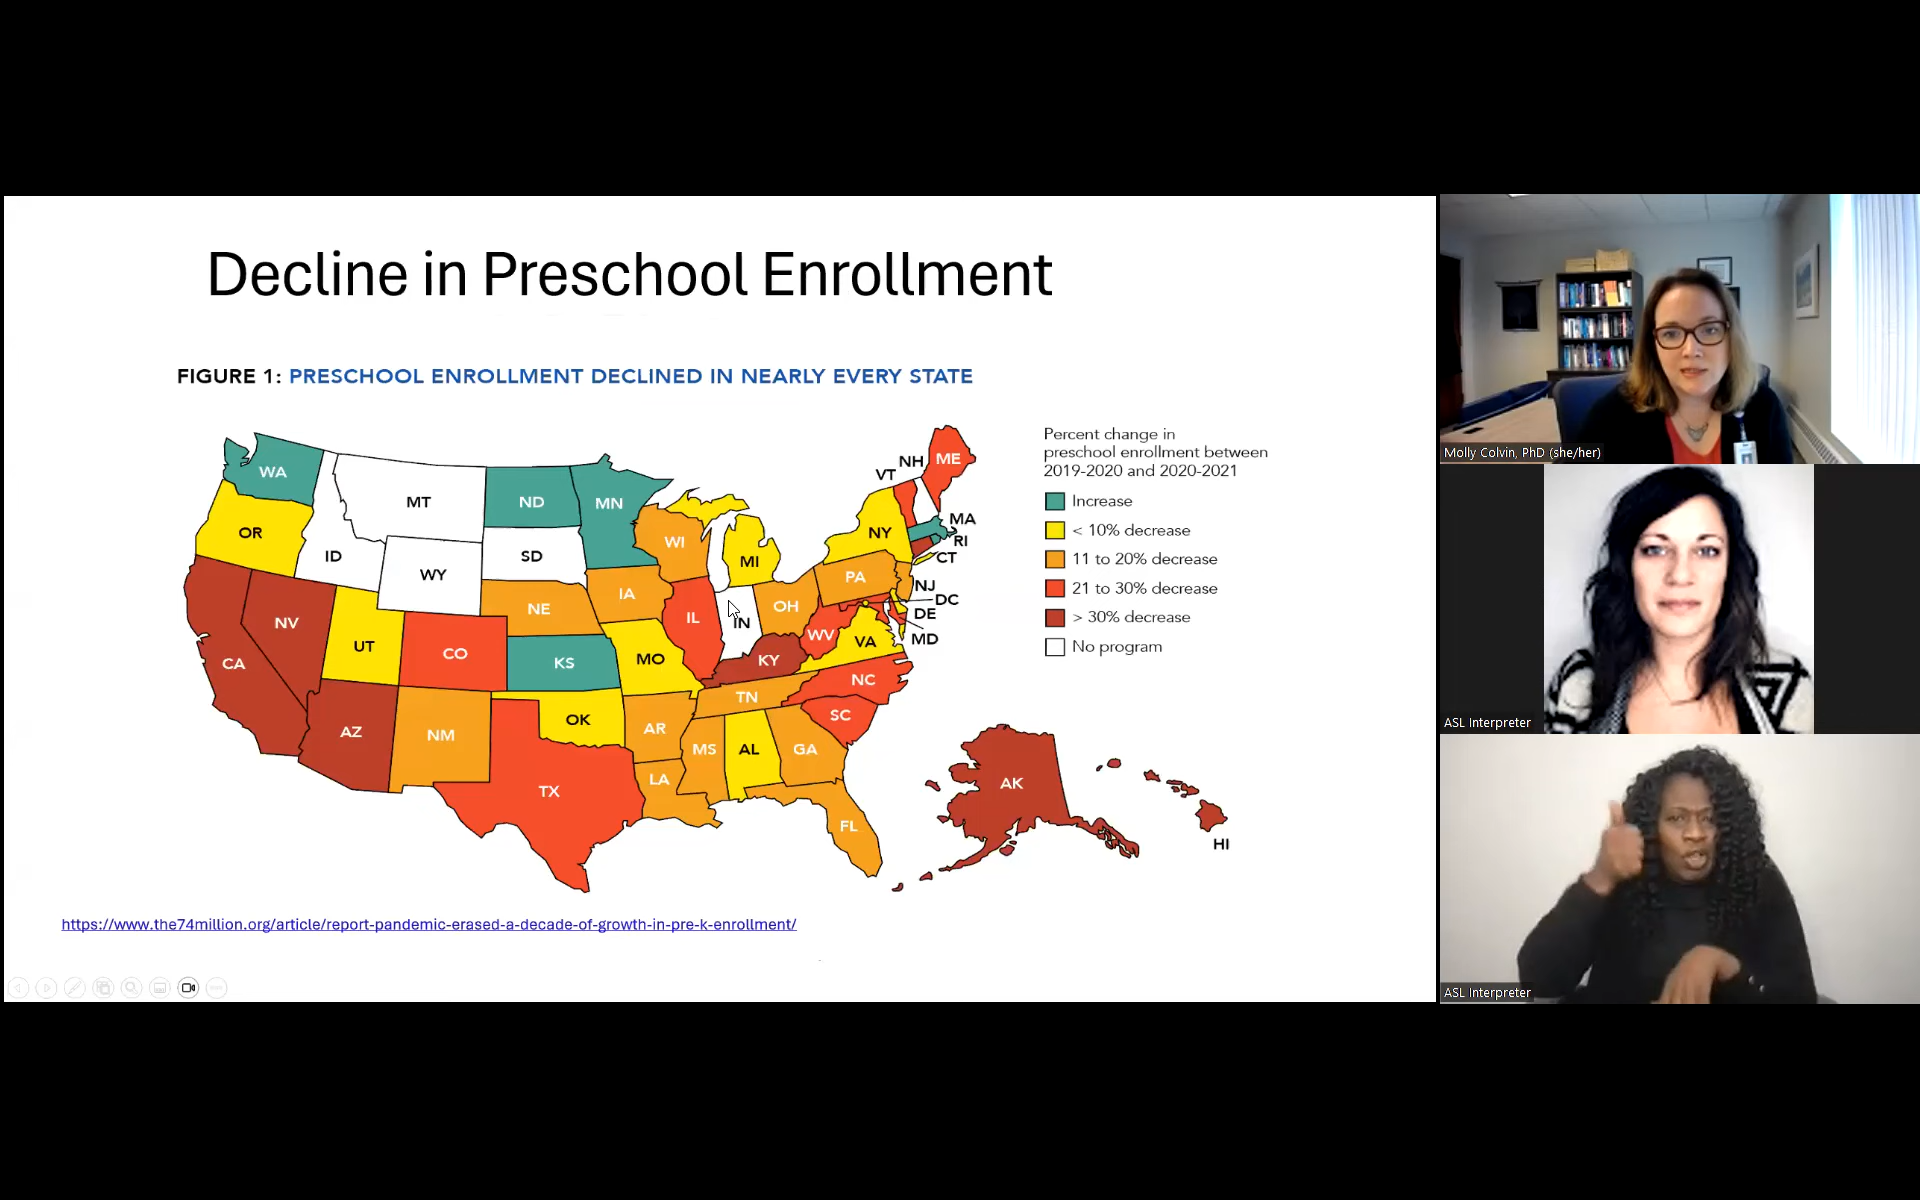 Decline in Preschool Enrollment
FIGURE 1: PRESCHOOL ENROLLMENT DECLINED IN NEARLY EVERY STATE
Percent change in
preschool enrollment between
2019-2020 and 2020-2021
Increase
< 10% decrease
11 to 20% decrease
21 to 30% decrease
> 30% decrease
No program
WA
OR
CA
NV
ID
MT
WY
UT
AZ
CO
NM
ND
SD
NE
KS
OK
TX
MN
IA
MO
AR
LA
WI
IL
MS
MI
IN
KY
TN
AL
OH
WV
GA
FL
SC
NC
VA
PA
NY
VT
NH
ME
MA
RI
CT
NJ
DC
DE
MD
AK
HI
https://www.the74million.org/article/report-pandemic-erased-a-decade-of-growth-in-pre-k-enrollment/
Molly Colvin, PhD (she/her)
ASL Interpreter
ASL Interpreter